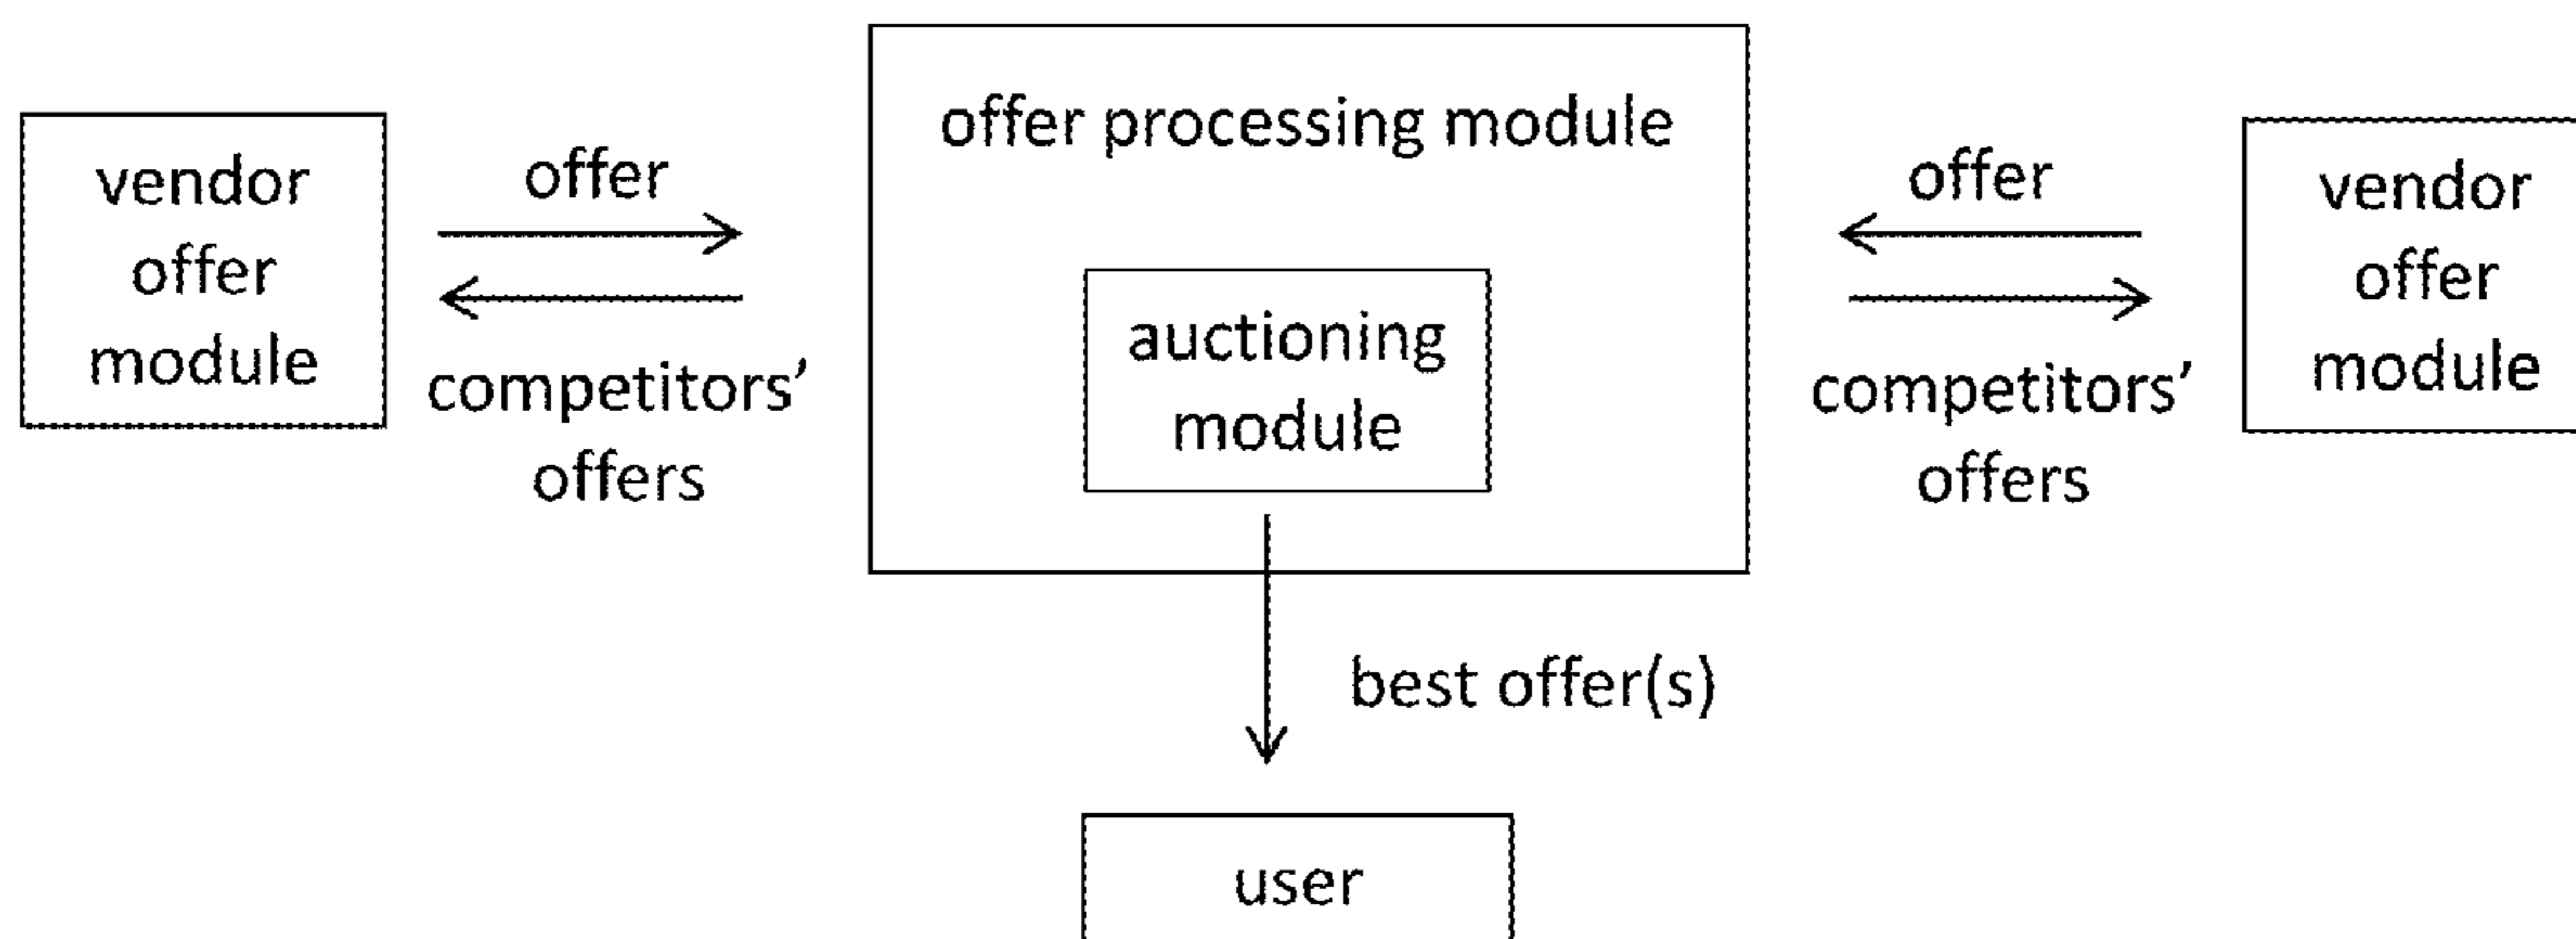 vendor
offer
module
offer
competitors’
offers
offer processing module
auctioning
module
offer
competitors’
offers
vendor
offer
module
best offer(s)
user